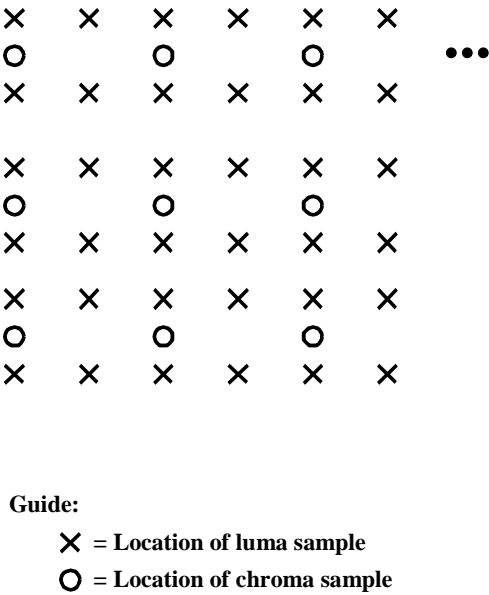 Guide:
= Location of luma sample
= Location of chroma sample